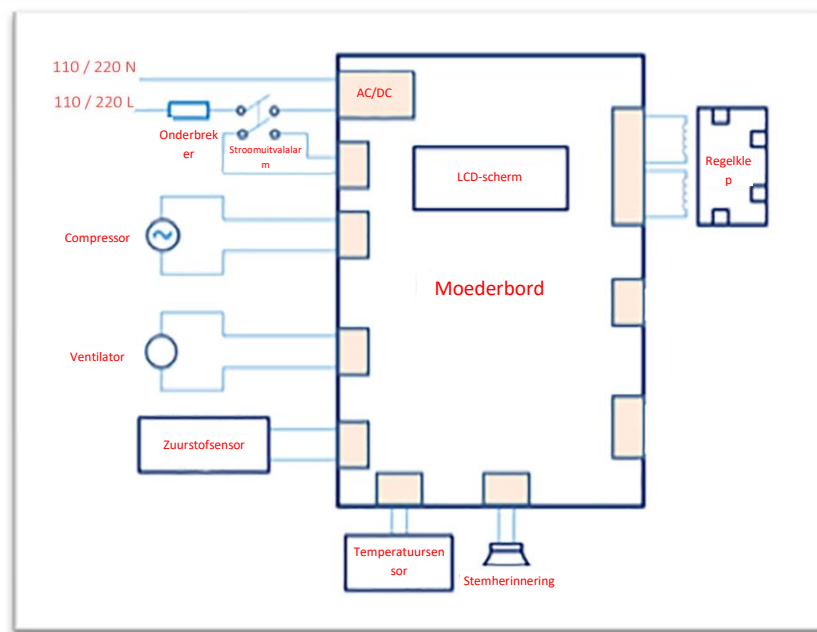 110 / 220 N
110 / 220 L
AC/DC
Onderbrek
er
Stroomuitvalalar
m
LCD-scherm
Regelkle
p
Compressor
Moederbord
Ventilator
Zuurstofsensor
Temperatuursen
sor
Stemherinnering